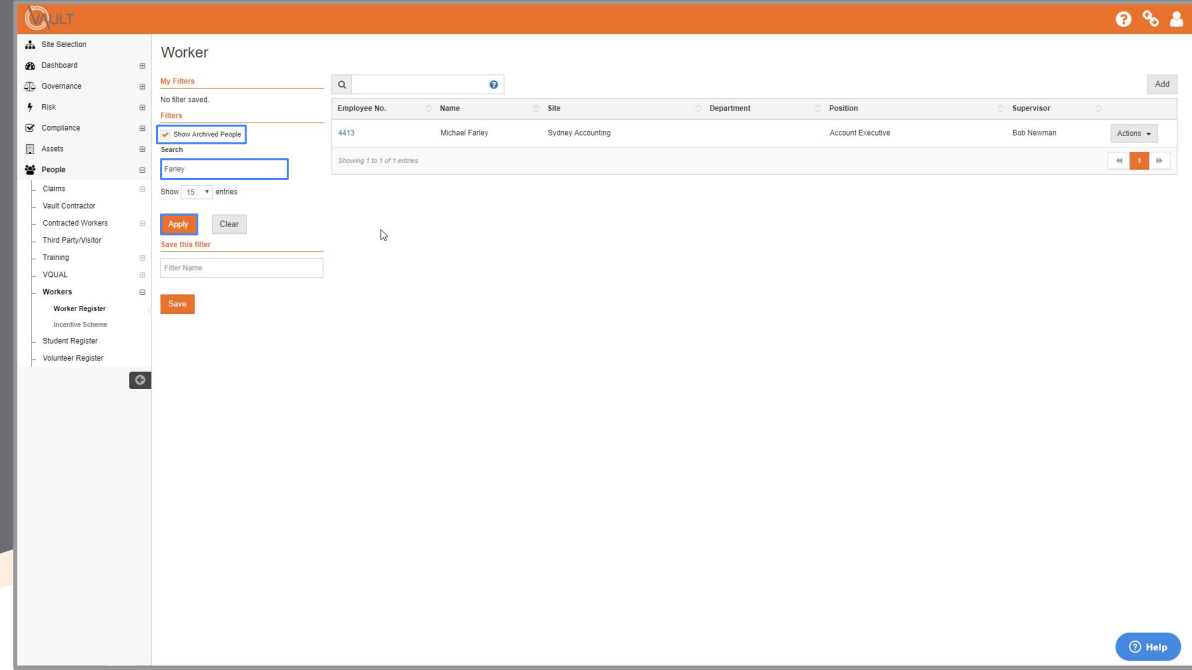 VAULT
Site Selection
Dashboard
Governance
Risk
Compliance
Assets
People
Claims
Vault Contractor
Contracted Workers
Third Party/Visitor
Training
VQUAL
Workers
Worker Register
Incentive Scheme
Student Register
Volunteer Register
Worker
My Filters
No filter saved.
Filters
Show Archived People
Search
Farley
Show 15 entries
Apply Clear
Save this filter
Filter Name
Save
Add
Employee No. Name Site Department Position Supervisor
4413 Michael Farley Sydney Accounting Account Executive Bob Newman Actions
Showing 1 to 1 of 1 entries
1
Help